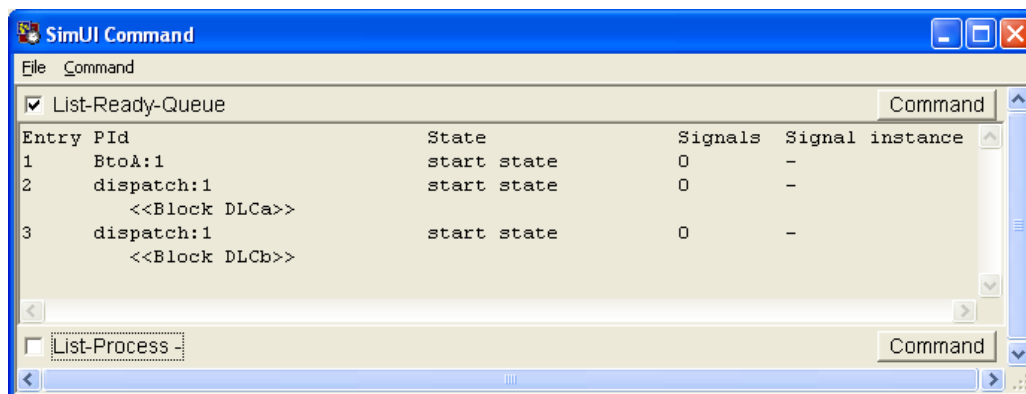 SimUI Command
File Command
List-Ready-Queue Command
Entry PId State Signals Signal instance
1 BtoA:1 start state 0 -
2 dispatch:1 start state 0 -
<<Block DLCa>>
3 dispatch:1 start state 0 -
<<Block DLCb>>
List-Process - Command